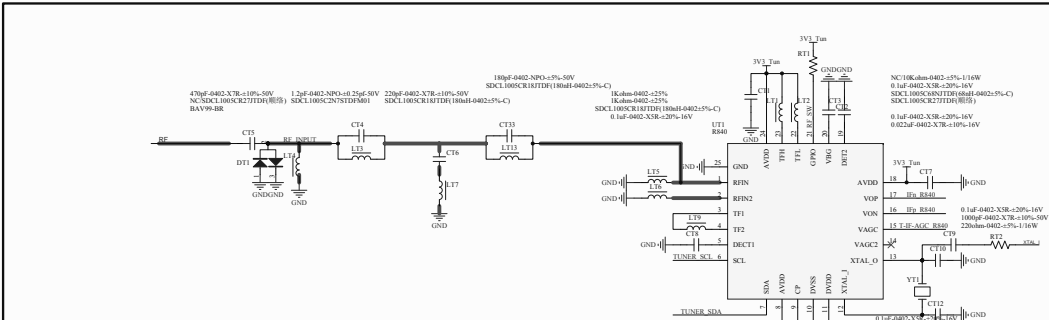 3V3_Tun
RT1
3V3_Tun
GNDGND
180pF-0402-NPO-±5%-50V
SDCL1005CR18JTDF(180nH-0402±5%-C)
470pF-0402-X7R-±10%-50V
NC/SDCL1005CR27JTDF(顺络)
BAV99-BR
1.2pF-0402-NPO-±0.25pF-50V
SDCL1005C2N7STDFM01
220pF-0402-X7R-±10%-50V
SDCL1005CR18JTDF(180nH-0402±5%-C)
1Kohm-0402-±25%
1Kohm-0402-±25%
SDCL1005CR18JTDF(180nH-0402±5%-C)
0.1uF-0402-X5R-±20%-16V
NC/10Kohm-0402-±5%-1/16W
0.1uF-0402-X5R-±20%-16V
SDCL1005C68NJTDF(68nH-0402±5%-C)
SDCL1005CR27JTDF(顺络)
0.1uF-0402-X5R-±20%-16V
0.022uF-0402-X7R-±10%-16V
LT1
LT2
RF_SW
CT3
GND
UT1
R840
24 23 22 21 20 19
AVDD TFH TFL GPIO VBG DET2
RF
CT5
RF_INPUT
CT4
LT3
CT33
LT13
DT1
1 3
LT4
GNDGND
GND
CT6
LT7
GND
GND
25 GND
GND
LT5
1 RFIN
GND
LT6
2 RFIN2
3 TF1
LT9
4 TF2
GND
CT8
5 DECT1
TUNER_SCL 6 SCL
3V3_Tun
AVDD 18
CT7
GND
VOP 17 IFn_R840
VON 16 IFp_R840
VAGC 15 T-IF-AGC_R840
VAGC2 14
XTAL_O 13
0.1uF-0402-X5R-±20%-16V
1000pF-0402-X7R-±10%-50V
220ohm-0402-±5%-1/16W
CT9
RT2
CT10
GND
YT1
CT12
GND
SDA AVDD CP DVSS DVDD XTAL_I
7 8 9 10 11 12
TUNER_SDA